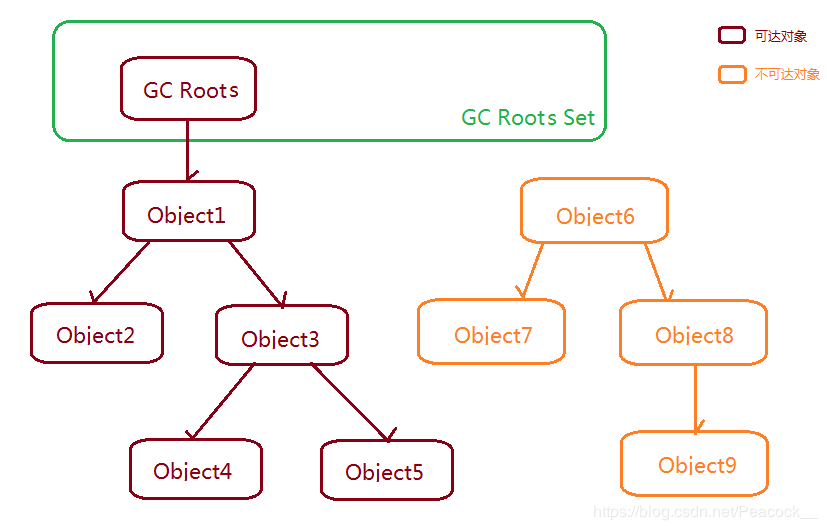 可达对象
不可达对象
GC Roots
GC Roots Set
Object1
Object6
Object2
Object3
Object7
Object8
Object4
Object5
Object9
https://blog.csdn.net/Peacock__